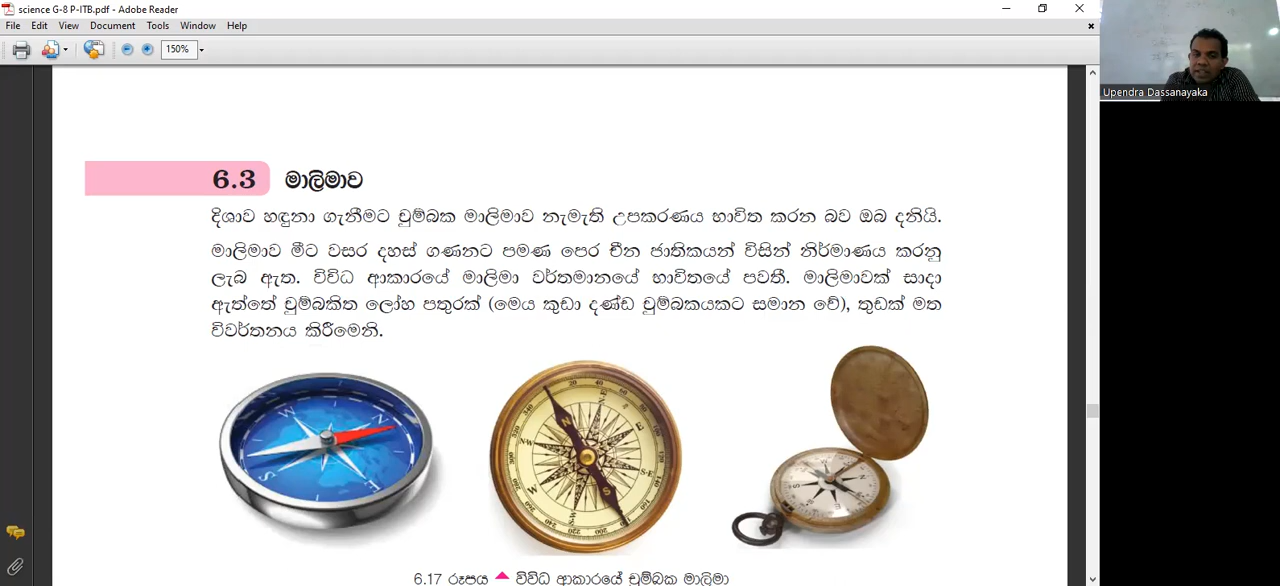 science G-8 P-ITB.pdf - Adobe Reader
File Edit View Document Tools Window Help
150%
Upendra Dassanayaka
6.3 මාලිමාව
දිශාව හඳුනා ගැනීමට චුම්බක මාලිමාව නැමැති උපකරණය භාවිත කරන බව ඔබ දනියි.
මාලිමාව මීට වසර දහස් ගණනට පමණ පෙර චීන ජාතිකයන් විසින් නිර්මාණය කරනු
ලැබ ඇත. විවිධ ආකාරයේ මාලිමා වර්තමානයේ භාවිතයේ පවතී. මාලිමාවක් සාදා
ඇත්තේ චුම්බකිත ලෝහ පතුරක් (මෙය කුඩා දණ්ඩ චුම්බකයකට සමාන වේ), තුඩක් මත
විවර්තනය කිරීමෙනි.
W N S E
N S N-E E S-E S-W W N-W
6.17 රූපය ▲ විවිධ ආකාරයේ චුම්බක මාලිමා